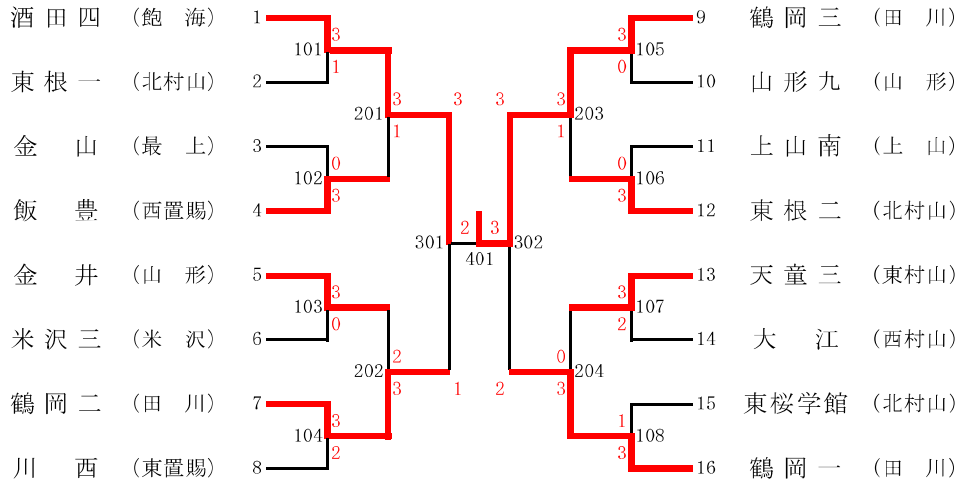 酒田四 （飽 海） 1
東根一 （北村山） 2
金 山 （最 上） 3
飯 豊 （西置賜） 4
金 井 （山 形） 5
米沢三 （米 沢） 6
鶴岡二 （田 川） 7
川 西 （東置賜） 8
101 3 1
102 0 3
103 3 0
104 3 2
201 3 1
202 2 3
301 3 1
401 2 3
302 3 2
203 3 1
204 0 3
105 3 0
106 0 3
107 3 2
108 1 3
9 鶴岡三 （田 川）
10 山形九 （山 形）
11 上山南 （上 山）
12 東根二 （北村山）
13 天童三 （東村山）
14 大 江 （西村山）
15 東桜学館 （北村山）
16 鶴岡一 （田 川）